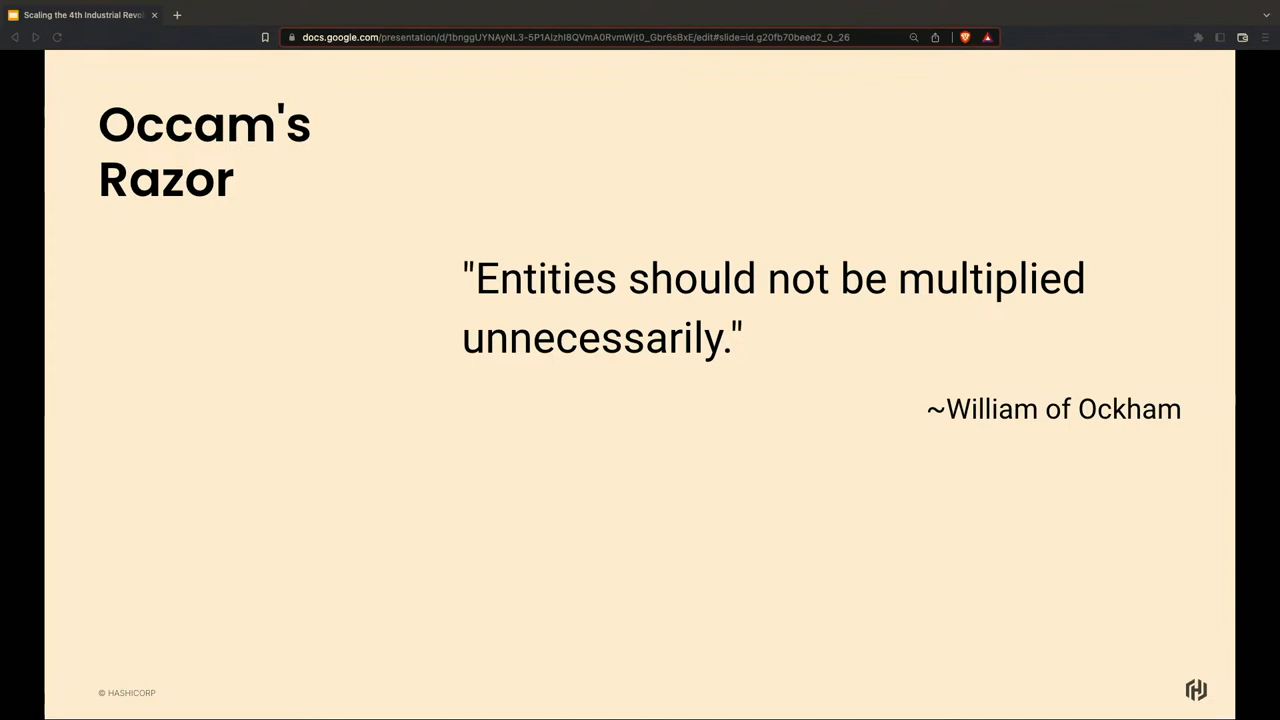 Scaling the 4th Industrial Revol
docs.google.com/presentation/d/1bnggUYNAyNL3-5P1AlzhI8QVmA0RvmWjt0_Gbr6sBxE/edit#slide=id.g20fb70beed2_0_26
Occam's
Razor
"Entities should not be multiplied
unnecessarily."
~William of Ockham
© HASHICORP